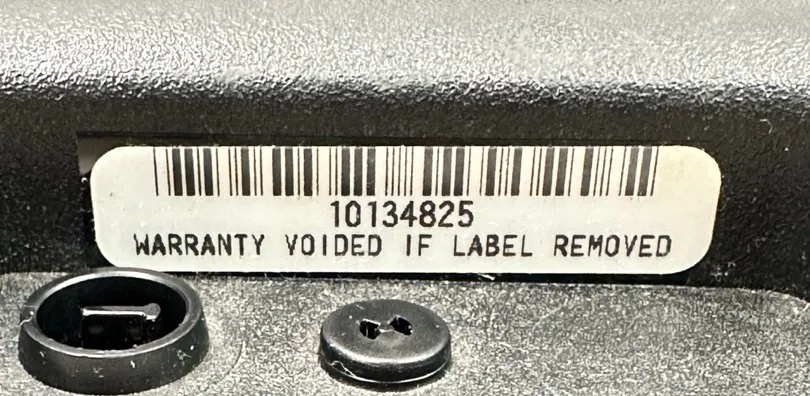 10134825
WARRANTY VOIDED IF LABEL REMOVED